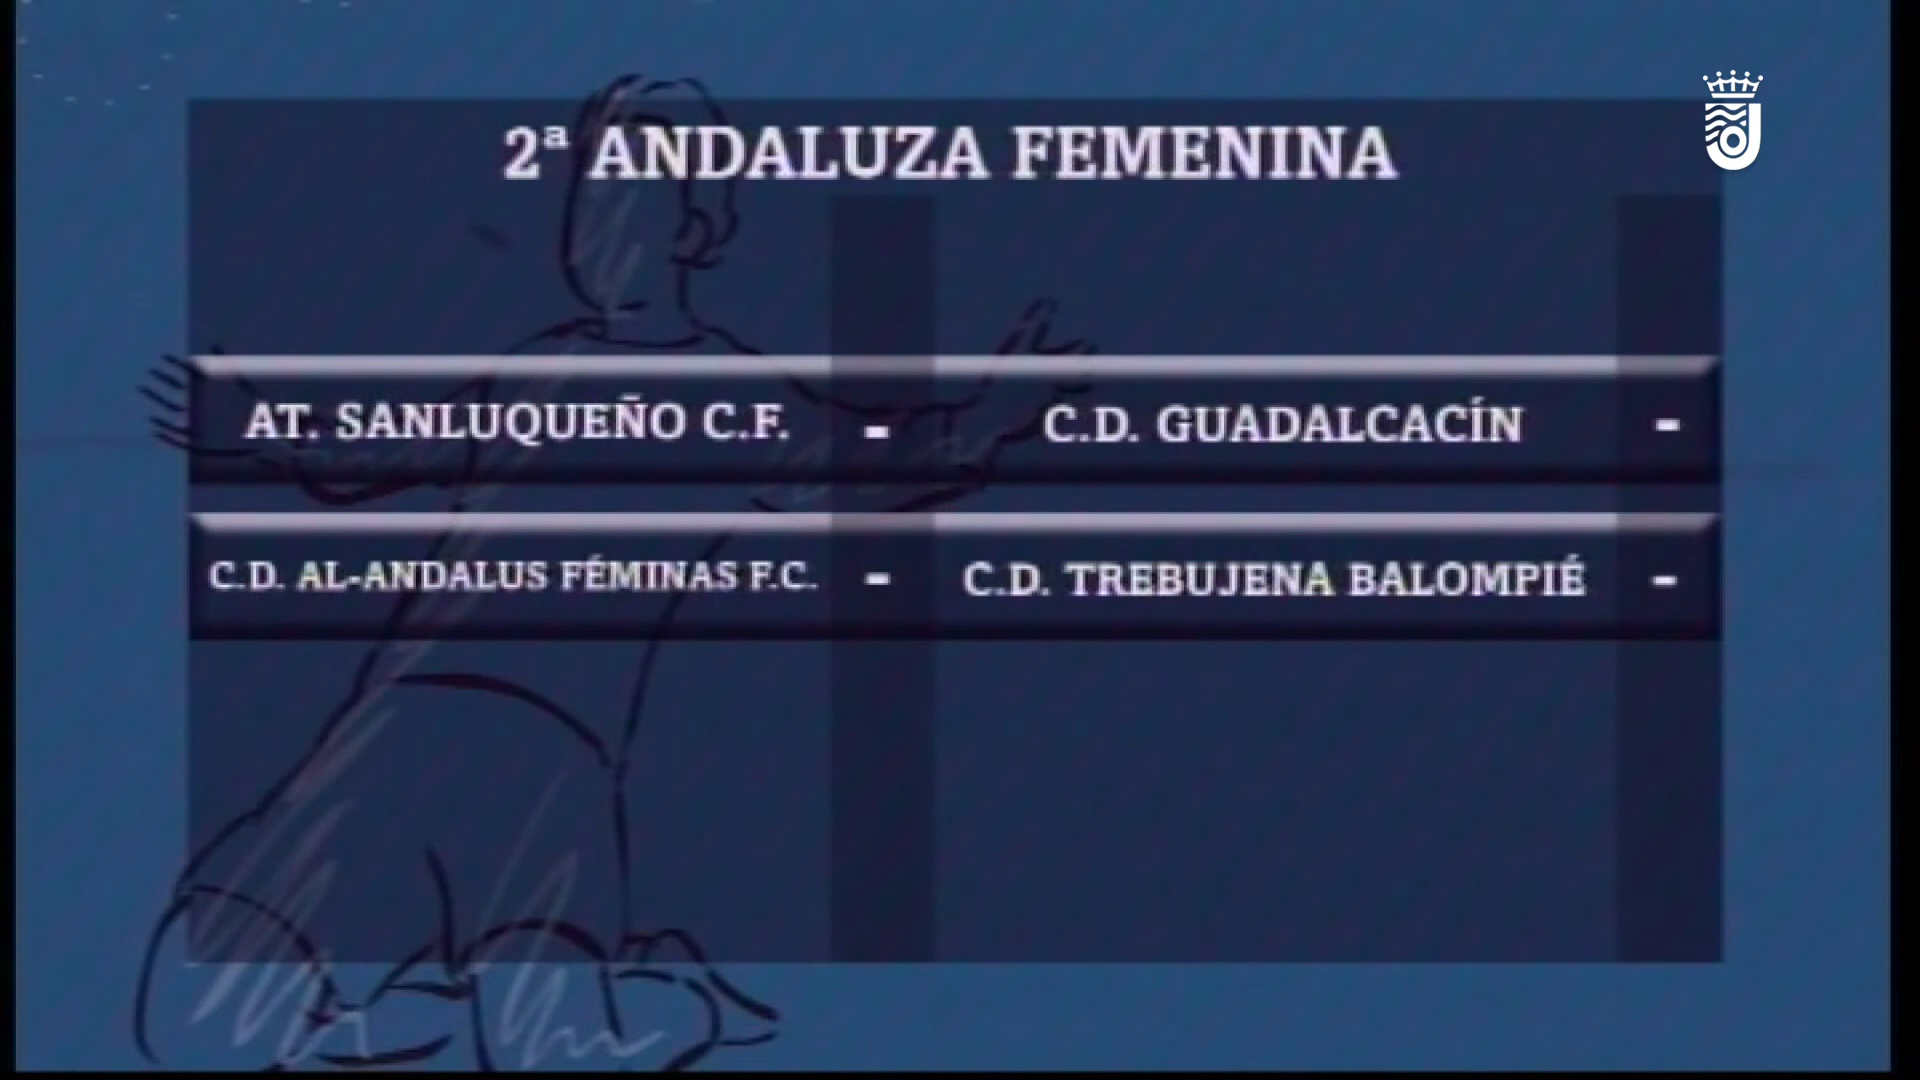 2ª ANDALUZA FEMENINA
AT. SANLUQUEÑO C.F. - C.D. GUADALCACÍN -
C.D. AL-ANDALUS FÉMINAS F.C. - C.D. TREBUJENA BALOMPIÉ -